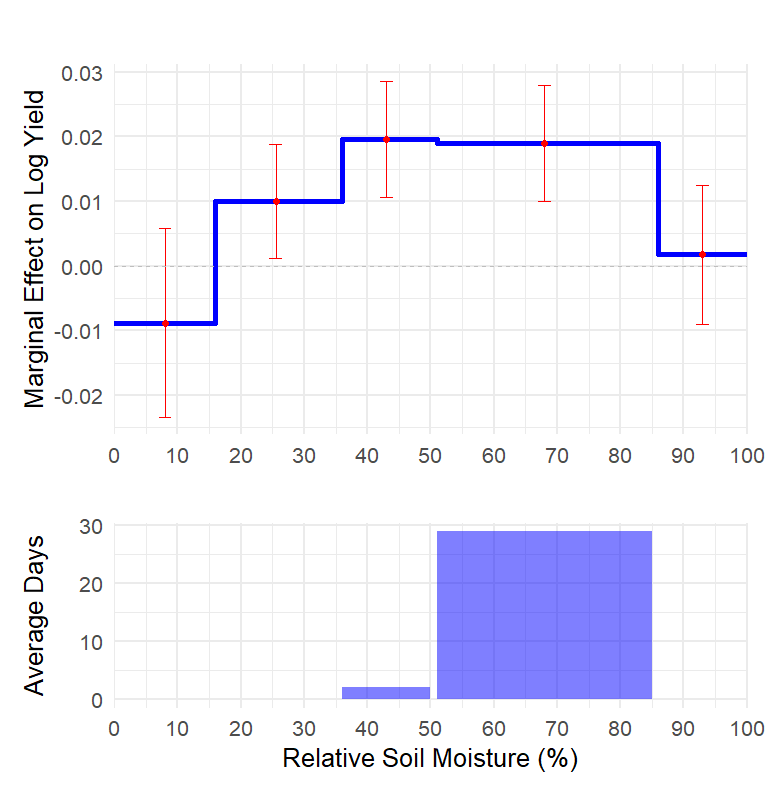 Marginal Effect on Log Yield
0.03
0.02
0.01
0.00
-0.01
-0.02
0 10 20 30 40 50 60 70 80 90 100
Average Days
30
20
10
0
0 10 20 30 40 50 60 70 80 90 100
Relative Soil Moisture (%)